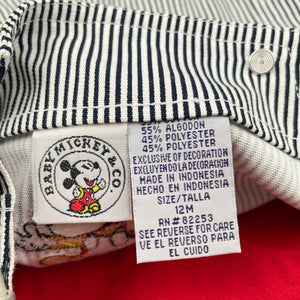 BABY MICKEY & CO.
55% ALGODON
45% POLYESTER
45% POLYESTER
EXCLUSIVE OF DECORATION
EXCLUYENDO LA DECORACION
MADE IN INDONESIA
HECHO EN INDONESIA
SIZE/TALLA
12M
RN# 82253
SEE REVERSE FOR CARE
VE EL REVERSO PARA
EL CUIDADO